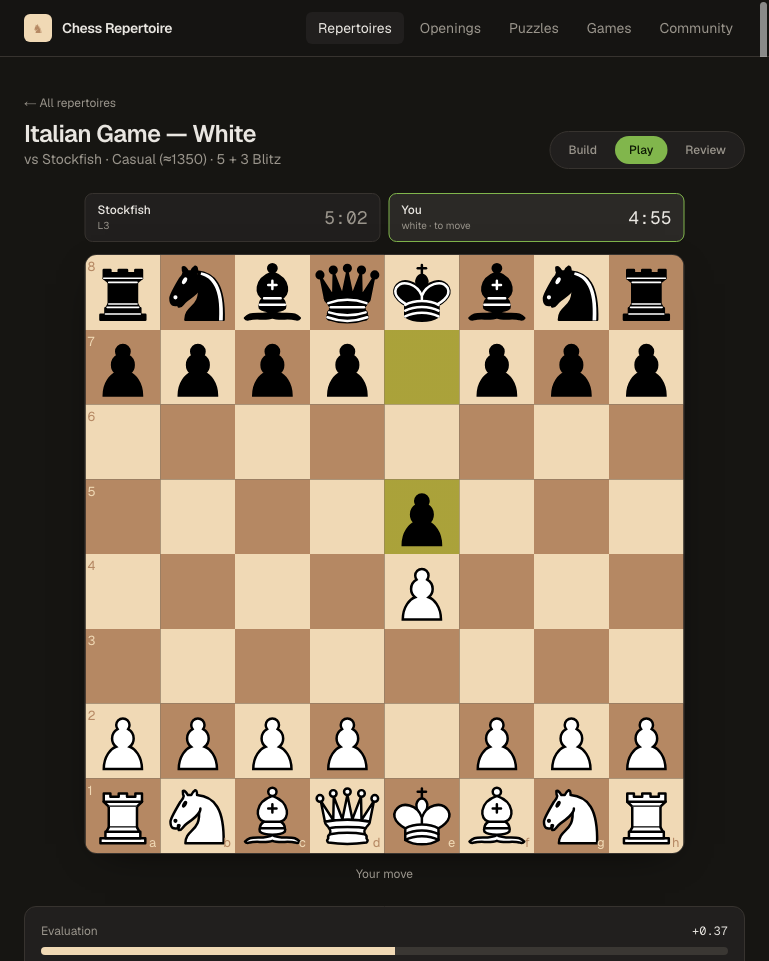 Chess Repertoire
Repertoires Openings Puzzles Games Community
← All repertoires
Italian Game — White
vs Stockfish · Casual (≈1350) · 5 + 3 Blitz
Build Play Review
Stockfish
L3
5:02
You
white · to move
4:55
8
7
6
5
4
3
2
1
a b c d e f g h
Your move
Evaluation +0.37